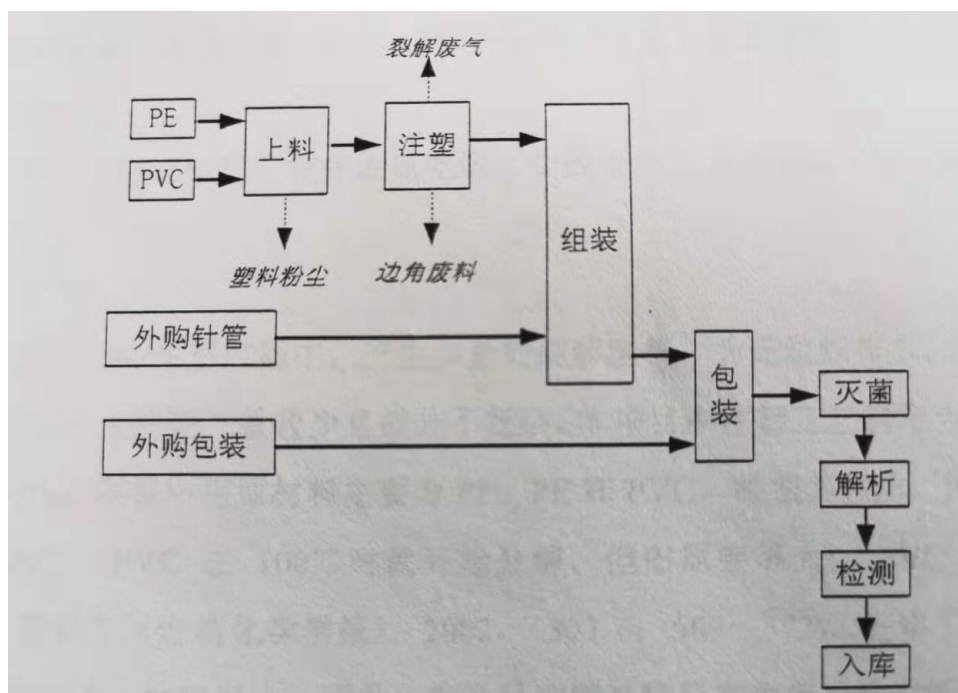 裂解废气
PE
上料
注塑
PVC
组装
塑料粉尘
边角废料
外购针管
包装
灭菌
外购包装
解析
检测
入库